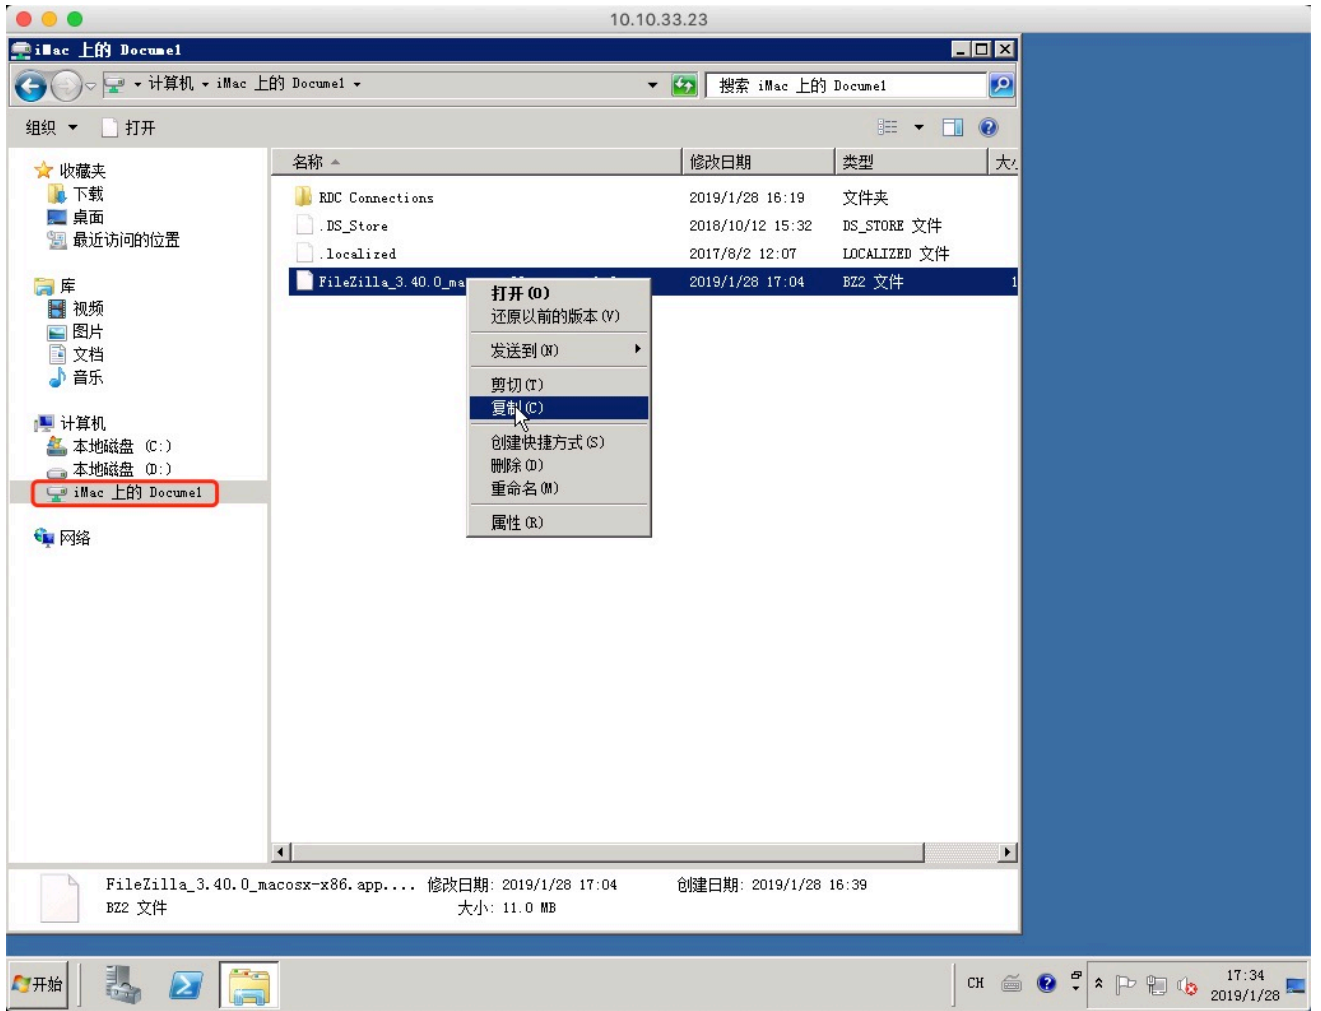 10.10.33.23
iMac 上的 Docume1
计算机 iMac 上的 Docume1
搜索 iMac 上的 Docume1
组织 打开
名称 修改日期 类型
收藏夹
下载
桌面
最近访问的位置
库
视频
图片
文档
音乐
计算机
本地磁盘 (C:)
本地磁盘 (D:)
iMac 上的 Docume1
网络
RDC Connections 2019/1/28 16:19 文件夹
.DS_Store 2018/10/12 15:32 DS_STORE 文件
.localized 2017/8/2 12:07 LOCALIZED 文件
FileZilla_3.40.0_ma 2019/1/28 17:04 BZ2 文件 1
打开(O)
还原以前的版本(V)
发送到(N)
剪切(T)
复制(C)
创建快捷方式(S)
删除(D)
重命名(M)
属性(R)
FileZilla_3.40.0_macosx-x86.app.... 修改日期: 2019/1/28 17:04 创建日期: 2019/1/28 16:39
BZ2 文件 大小: 11.0 MB
开始
CH
17:34
2019/1/28